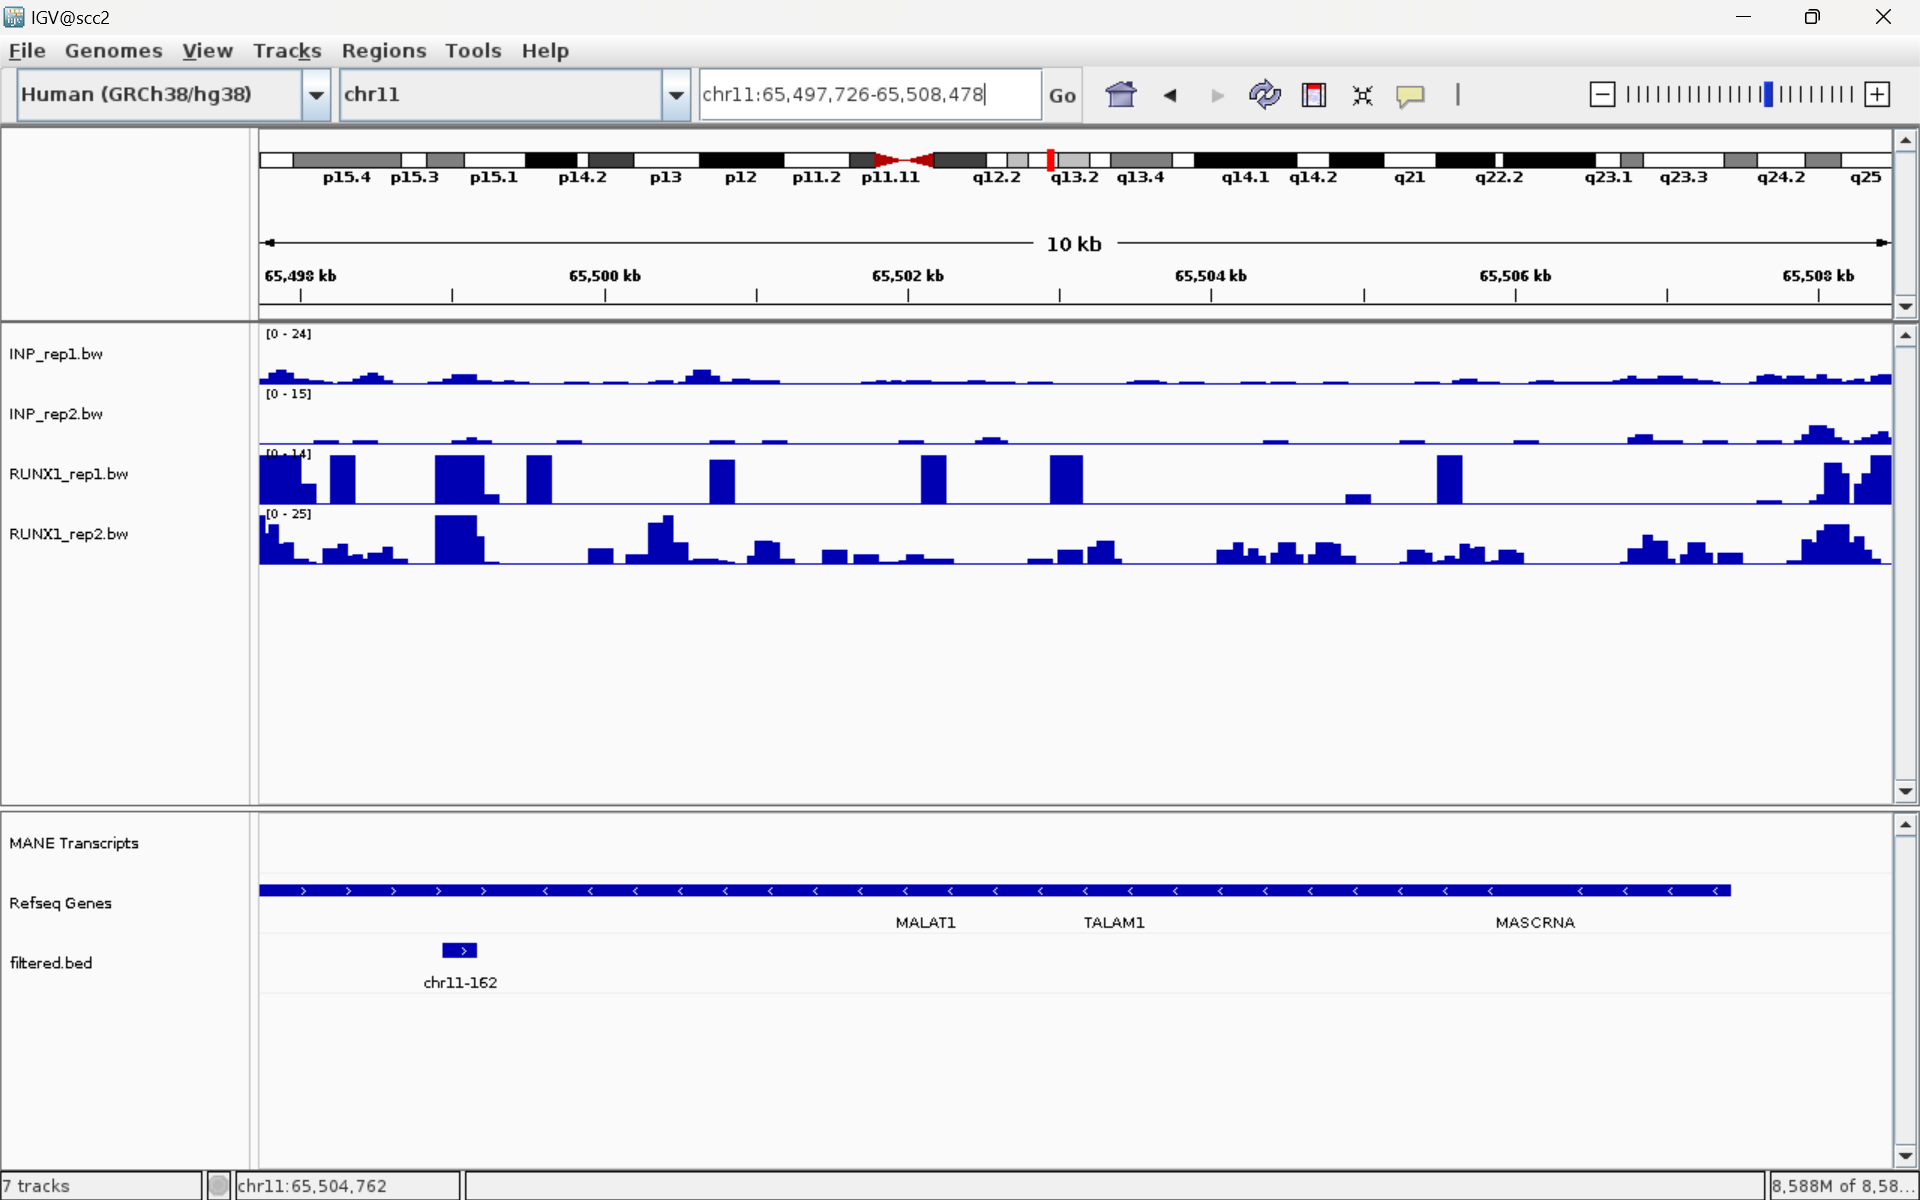 IGV@scc2
File Genomes View Tracks Regions Tools Help
Human (GRCh38/hg38) chr11 chr11:65,497,726-65,508,478 Go
p15.4 p15.3 p15.1 p14.2 p13 p12 p11.2 p11.11 q12.2 q13.2 q13.4 q14.1 q14.2 q21 q22.2 q23.1 q23.3 q24.2 q25
10 kb
65,498 kb 65,500 kb 65,502 kb 65,504 kb 65,506 kb 65,508 kb
[0 - 24]
INP_rep1.bw
[0 - 15]
INP_rep2.bw
[0 - 14]
RUNX1_rep1.bw
[0 - 25]
RUNX1_rep2.bw
MANE Transcripts
Refseq Genes
MALAT1 TALAM1 MASCRNA
filtered.bed
chr11-162
7 tracks chr11:65,504,762 8,588M of 8,58...